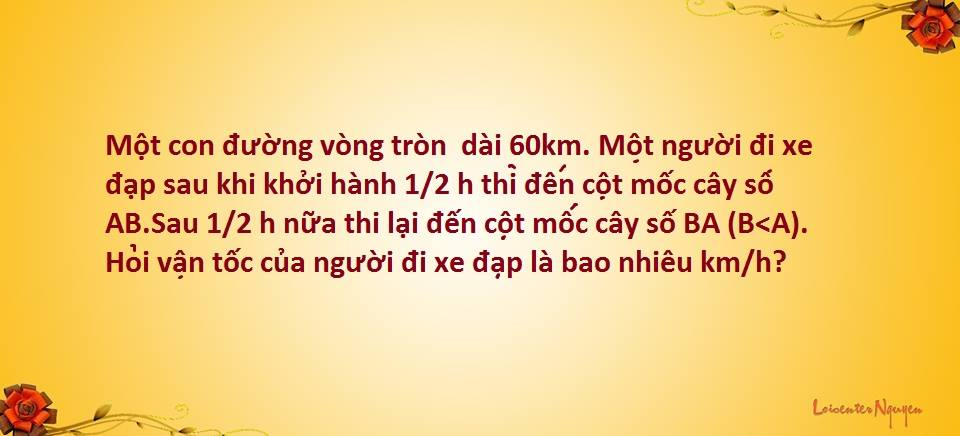 Một con đường vòng tròn dài 60km. Một người đi xe
đạp sau khi khởi hành 1/2 h thì đến cột mốc cây số
AB.Sau 1/2 h nữa thi lại đến cột mốc cây số BA (B<A).
Hỏi vận tốc của người đi xe đạp là bao nhiêu km/h?
Loisenter Nguyen